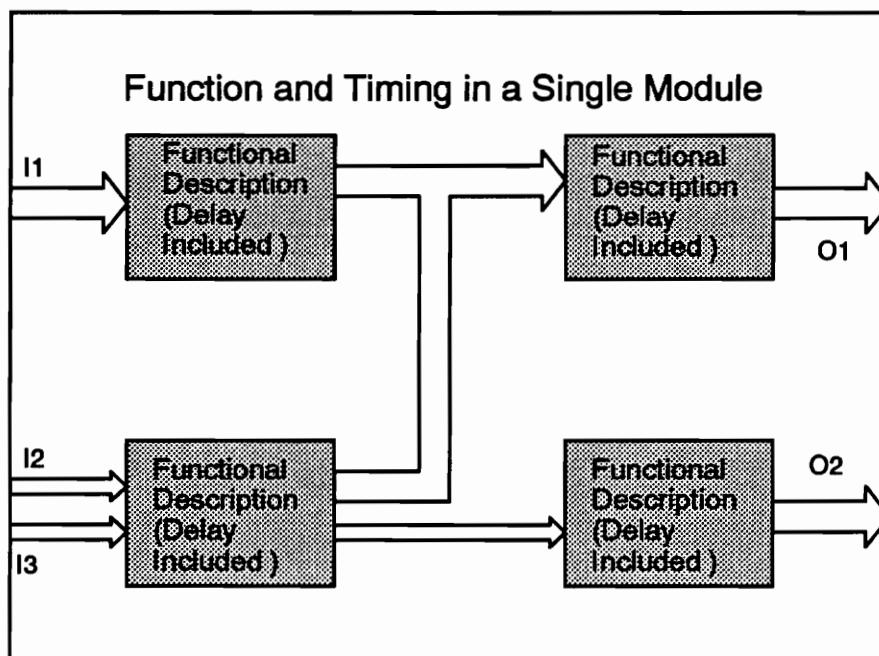 Function and Timing in a Single Module
I1
Functional
Description
(Delay
Included )
Functional
Description
(Delay
Included )
O1
I2
I3
Functional
Description
(Delay
Included )
Functional
Description
(Delay
Included )
O2